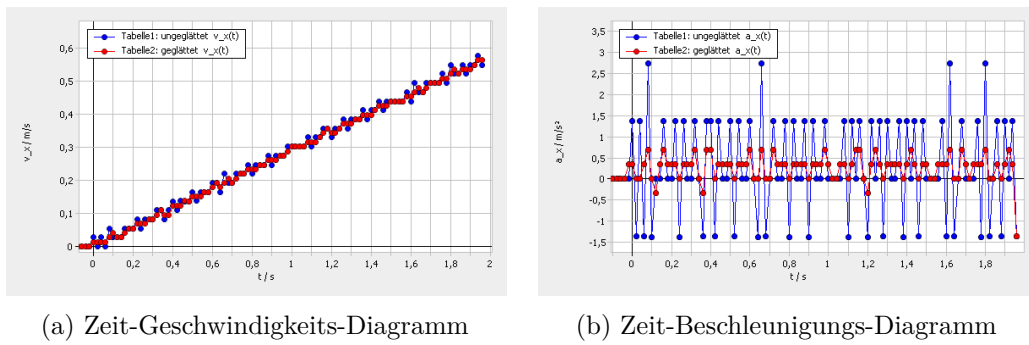 Tabelle1: ungeglättet v_x(t)
Tabelle2: geglättet v_x(t)
0,6
0,5
0,4
0,3
0,2
0,1
0
v_x / m/s
0 0,2 0,4 0,6 0,8 1 1,2 1,4 1,6 1,8 2
t / s
(a) Zeit-Geschwindigkeits-Diagramm
Tabelle1: ungeglättet a_x(t)
Tabelle2: geglättet a_x(t)
3,5
3
2,5
2
1,5
1
0,5
0
-0,5
-1
-1,5
a_x / m/s²
0 0,2 0,4 0,6 0,8 1 1,2 1,4 1,6 1,8
t / s
(b) Zeit-Beschleunigungs-Diagramm